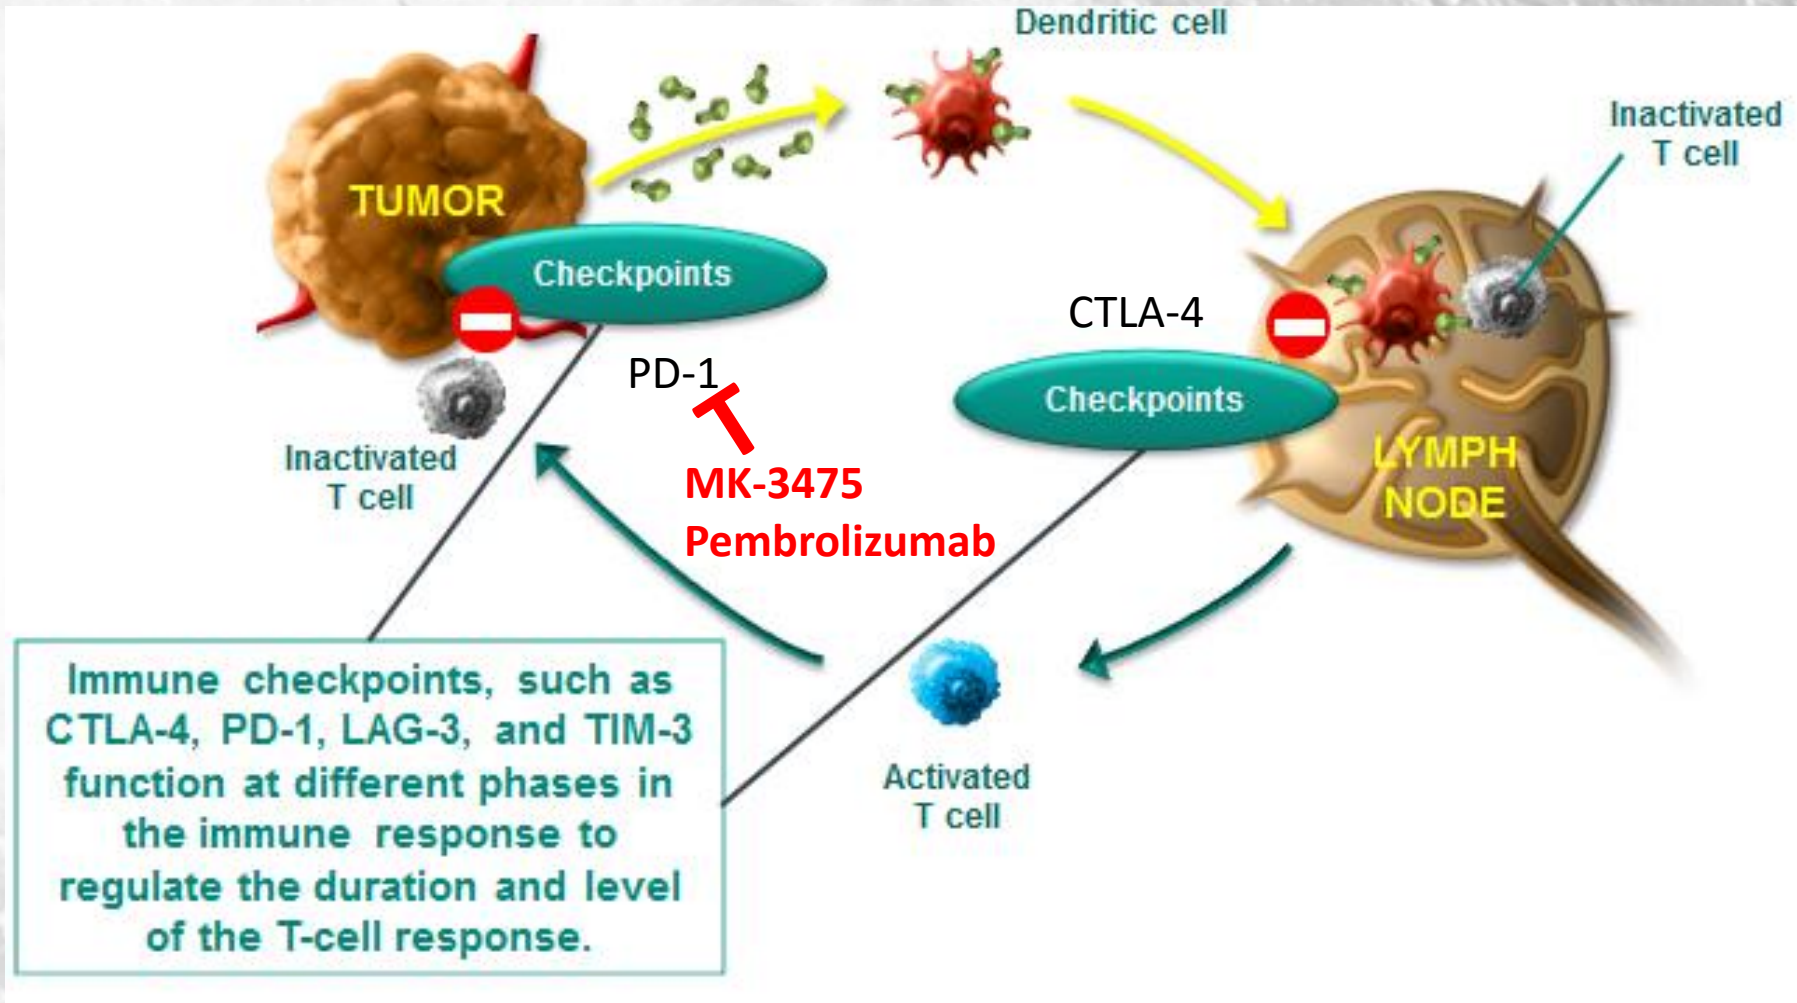 Dendritic cell
Inactivated
T cell
TUMOR
Checkpoints
CTLA-4
PD-1
Checkpoints
Inactivated
T cell
MK-3475
Pembrolizumab
LYMPH
NODE
Immune checkpoints, such as
CTLA-4, PD-1, LAG-3, and TIM-3
function at different phases in
the immune response to
regulate the duration and level
of the T-cell response.
Activated
T cell